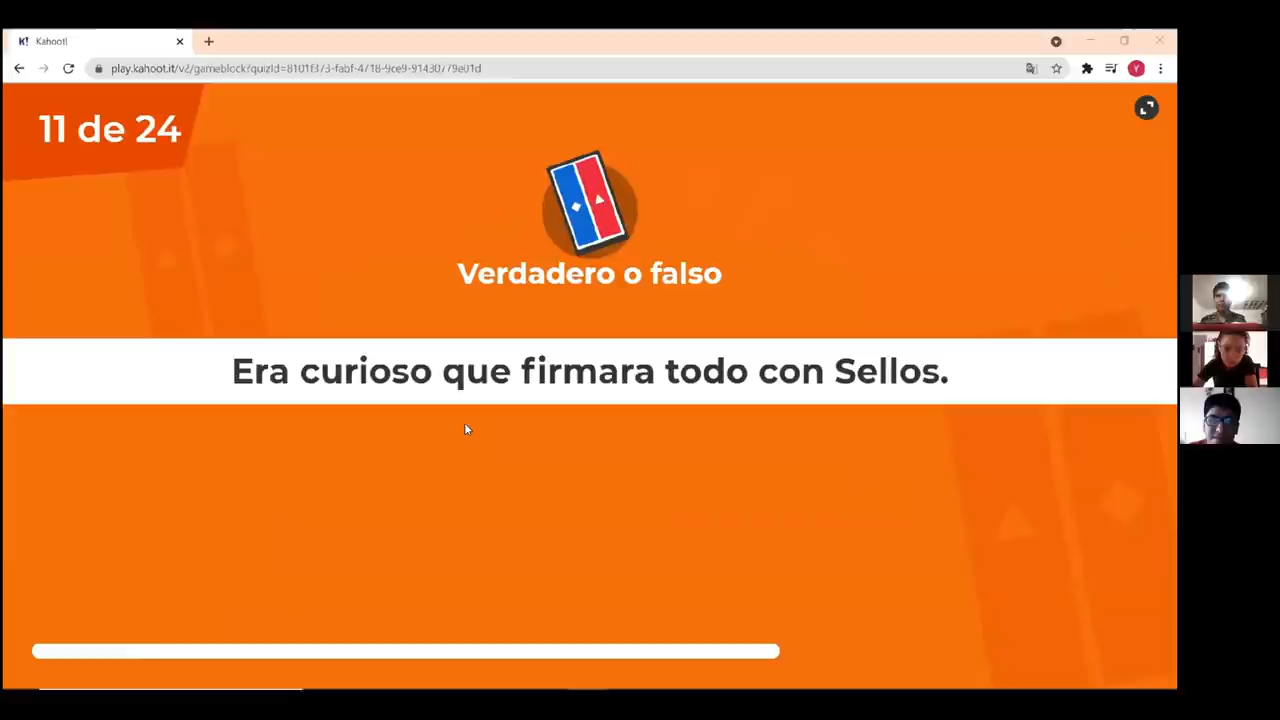 K! Kahoot!
play.kahoot.it/v2/gameblock?quizId=8101f373-fabf-4718-9ce9-91430779e01d
Y
11 de 24
Verdadero o falso
Era curioso que firmara todo con Sellos.